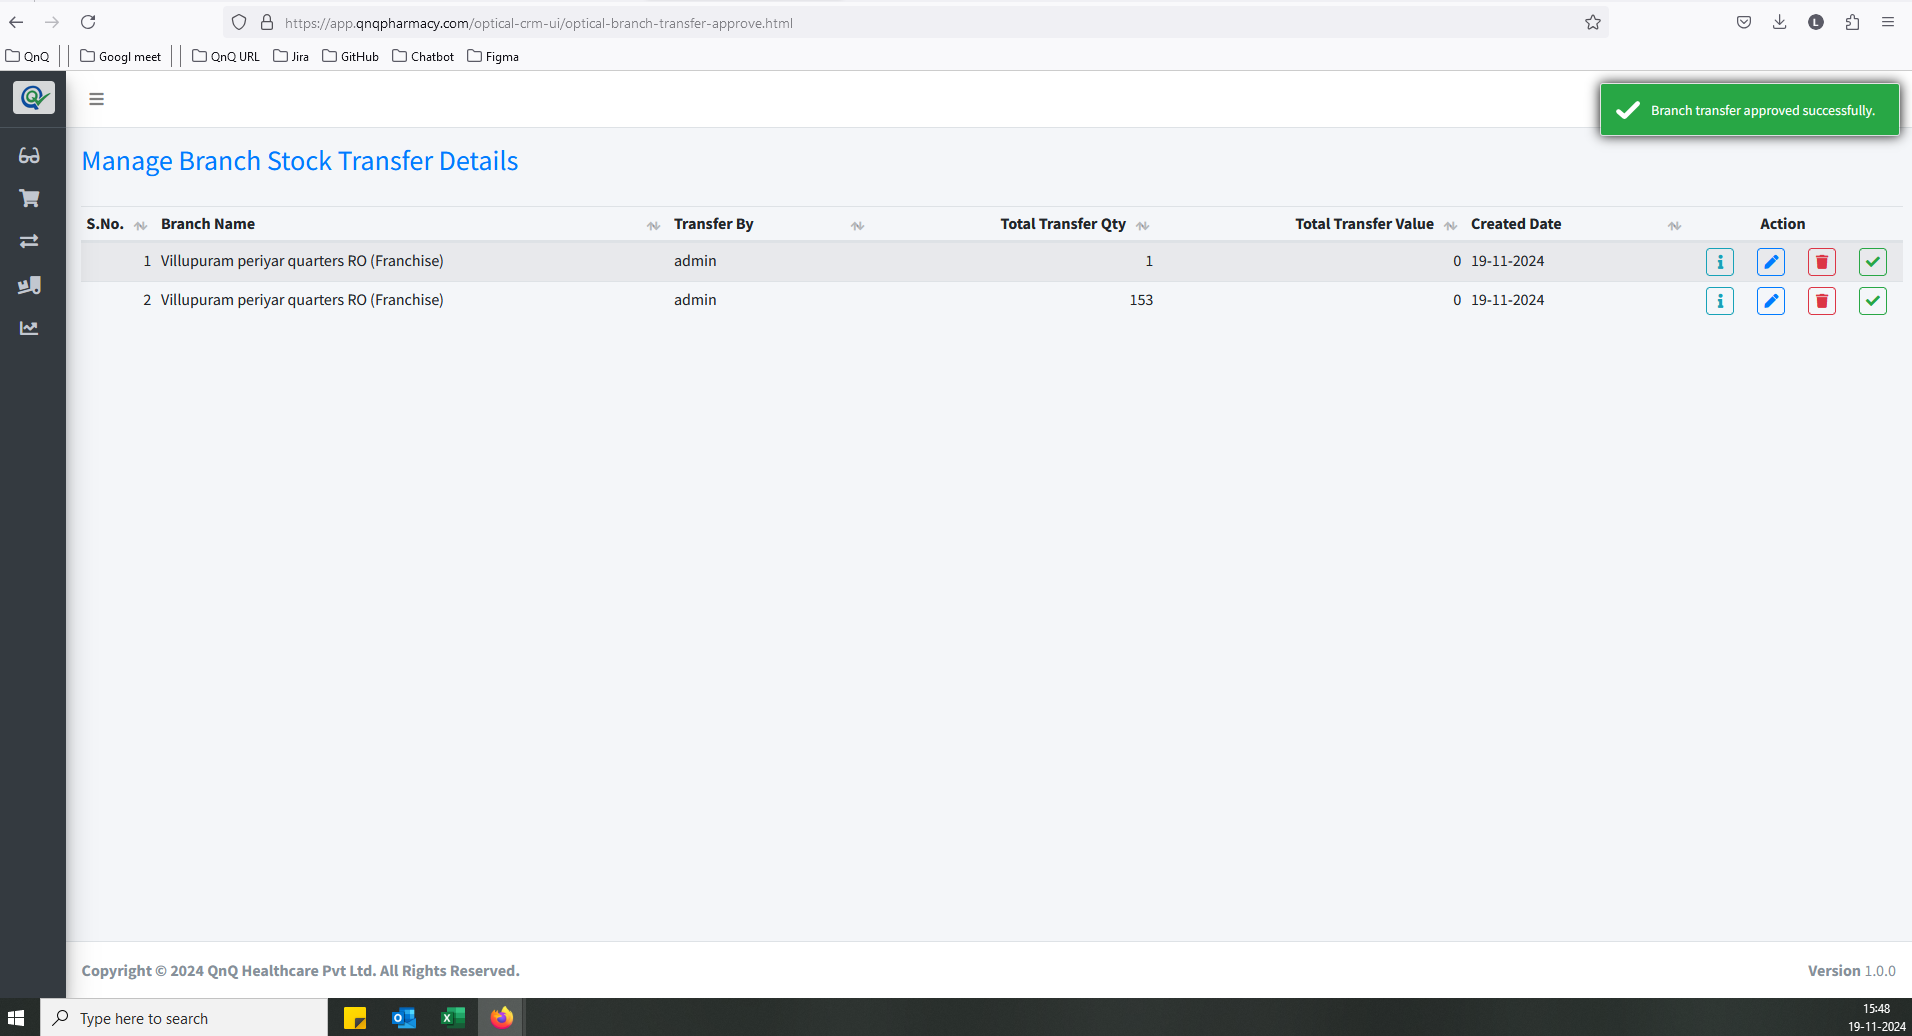 https://app.qnqpharmacy.com/optical-crm-ui/optical-branch-transfer-approve.html
L
QnQ Googl meet QnQ URL Jira GitHub Chatbot Figma
Branch transfer approved successfully.
Manage Branch Stock Transfer Details
S.No. Branch Name Transfer By Total Transfer Qty Total Transfer Value Created Date Action
1 Villupuram periyar quarters RO (Franchise) admin 1 0 19-11-2024
2 Villupuram periyar quarters RO (Franchise) admin 153 0 19-11-2024
Copyright © 2024 QnQ Healthcare Pvt Ltd. All Rights Reserved.
Version 1.0.0
Type here to search
15:48
19-11-2024